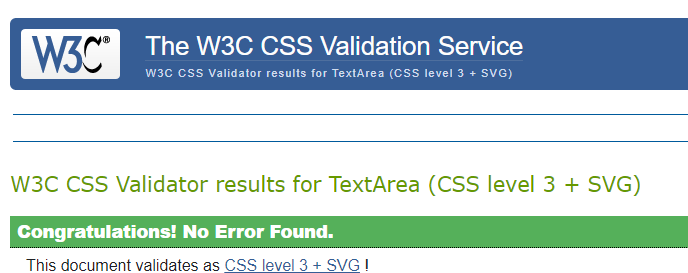 W3C® The W3C CSS Validation Service
W3C CSS Validator results for TextArea (CSS level 3 + SVG)
W3C CSS Validator results for TextArea (CSS level 3 + SVG)
Congratulations! No Error Found.
This document validates as CSS level 3 + SVG !